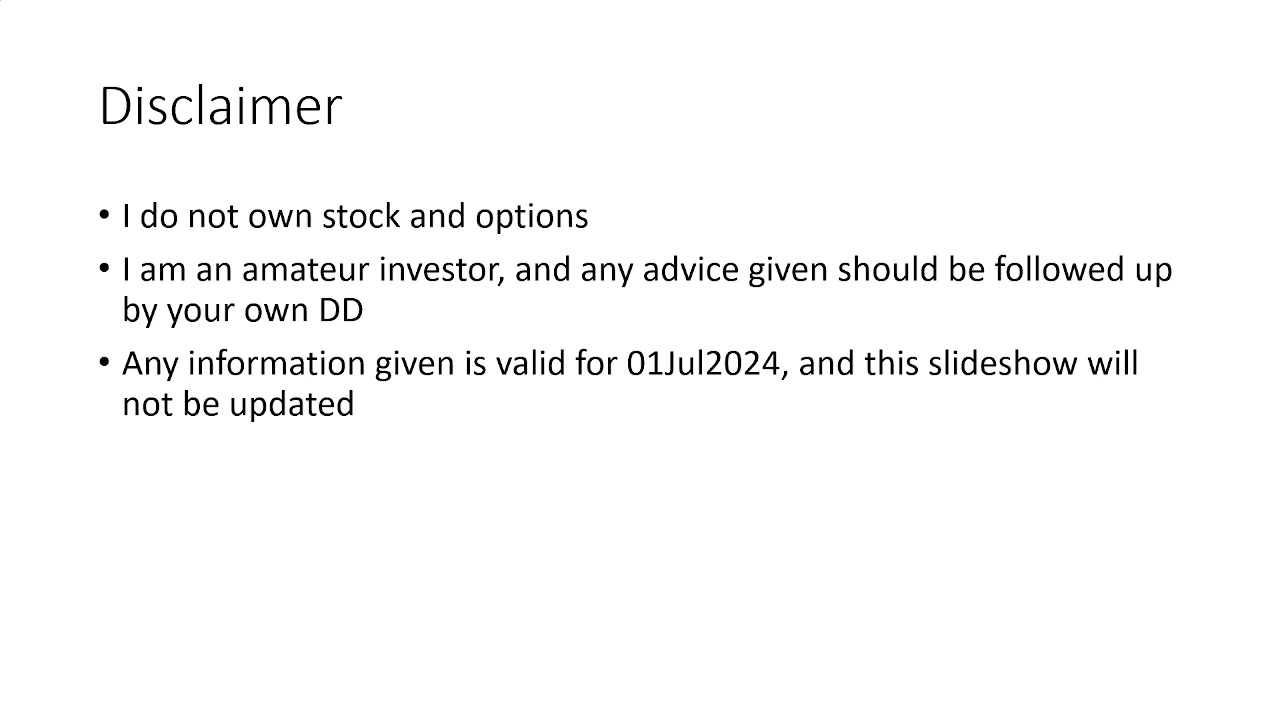 Disclaimer
• I do not own stock and options
• I am an amateur investor, and any advice given should be followed up
by your own DD
• Any information given is valid for 01Jul2024, and this slideshow will
not be updated